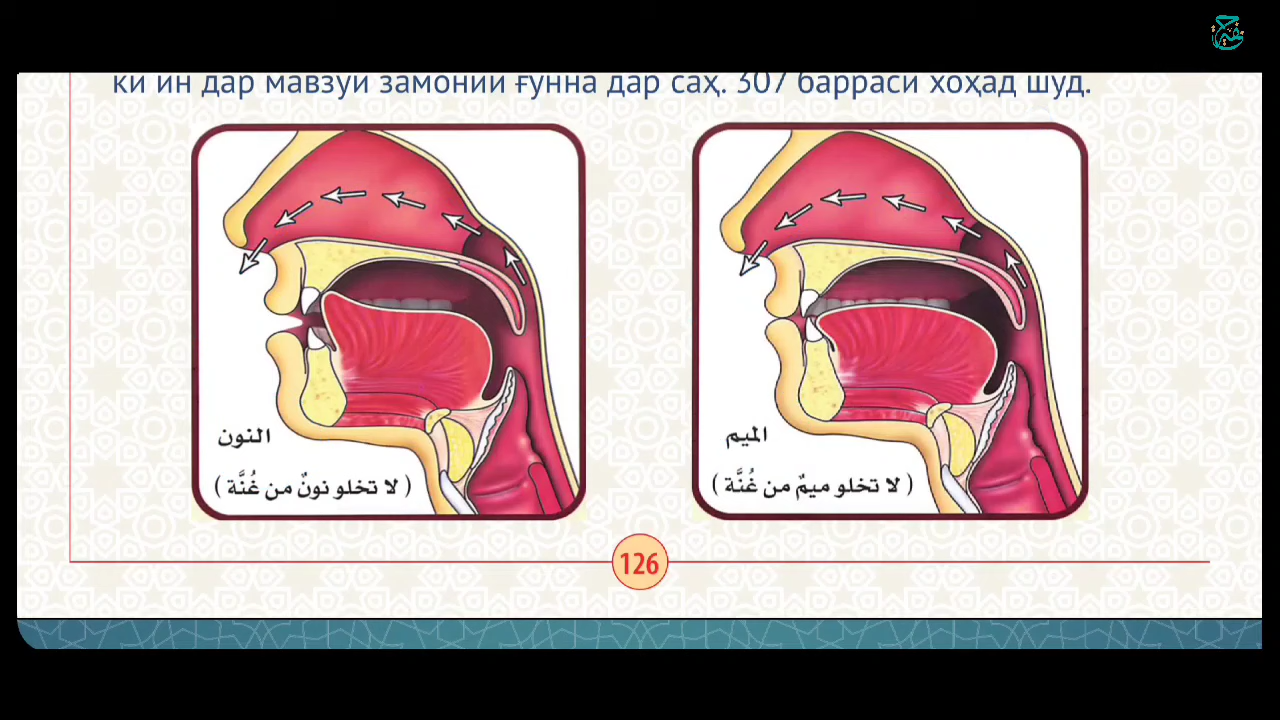 ки ин дар мавзӯи замонии ғунна дар саҳ. 307 барраси хоҳад шуд.
النون
( لا تخلو نونٌ من غُنَّة )
الميم
( لا تخلو ميمٌ من غُنَّة )
126